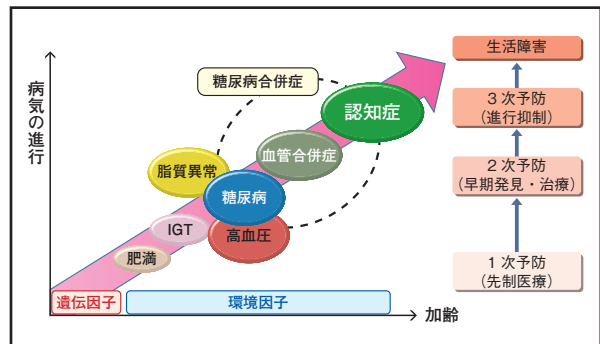 病気の進行
糖尿病合併症
認知症
血管合併症
脂質異常
糖尿病
IGT
高血圧
肥満
遺伝因子
環境因子
加齢
生活障害
3次予防
(進行抑制)
2次予防
(早期発見・治療)
1次予防
(先制医療)